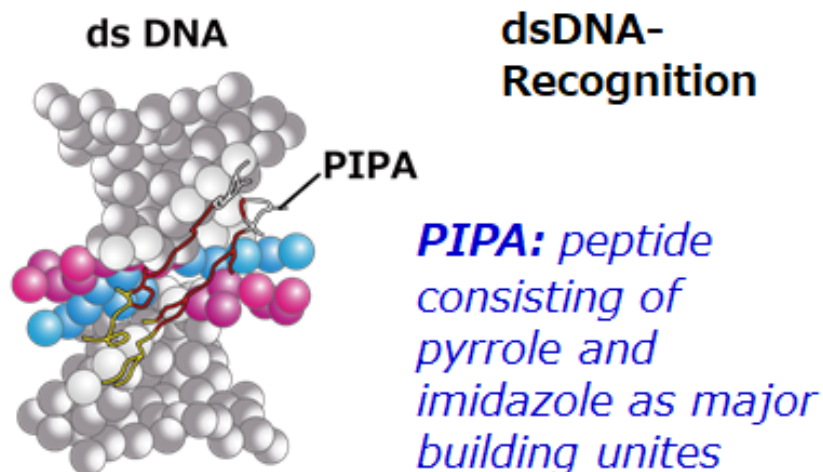 ds DNA
dsDNA-
Recognition
PIPA
PIPA: peptide
consisting of
pyrrole and
imidazole as major
building unites